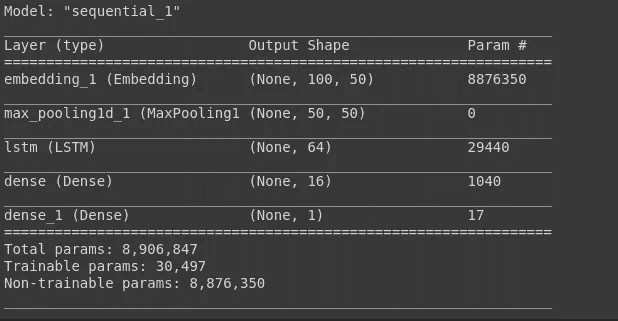 Model: "sequential_1"
Layer (type) Output Shape Param #
embedding_1 (Embedding) (None, 100, 50) 8876350
max_pooling1d_1 (MaxPooling1 (None, 50, 50) 0
lstm (LSTM) (None, 64) 29440
dense (Dense) (None, 16) 1040
dense_1 (Dense) (None, 1) 17
Total params: 8,906,847
Trainable params: 30,497
Non-trainable params: 8,876,350